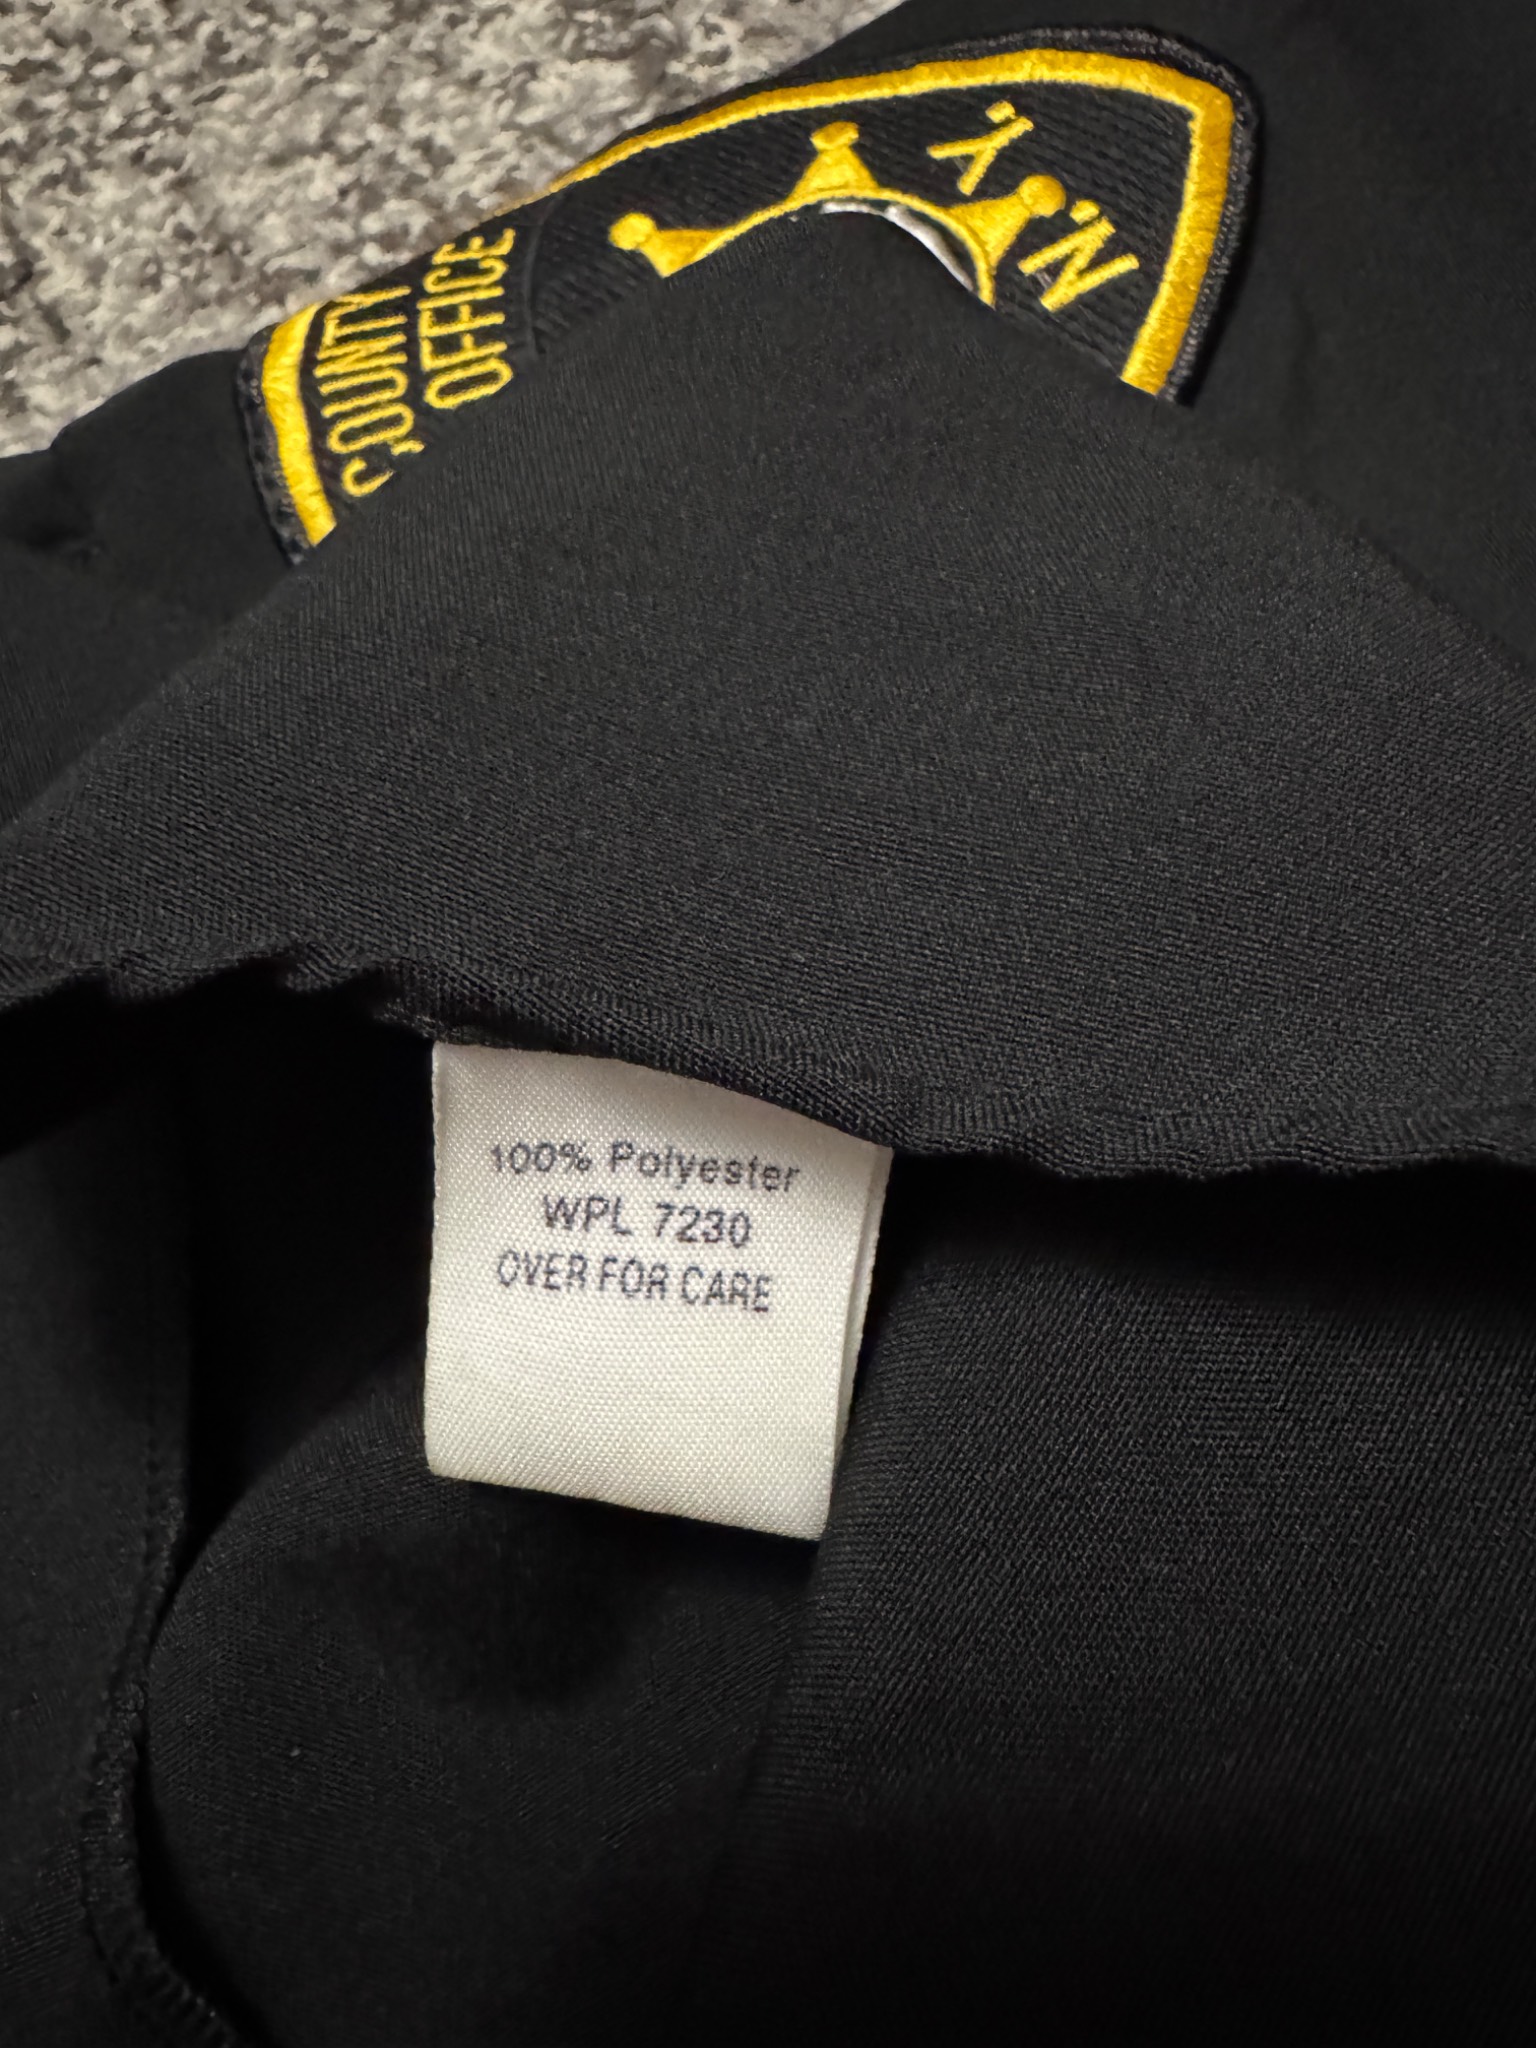 COUNTY
OFFICE
100% Polyester
WPL 7230
OVER FOR CARE